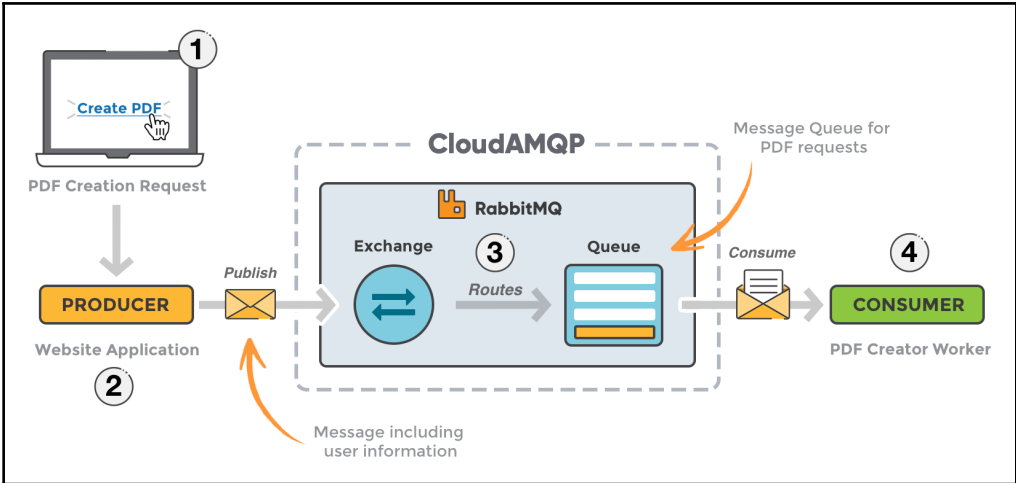 1
Create PDF
PDF Creation Request
CloudAMQP
Message Queue for
PDF requests
RabbitMQ
Exchange
3
Queue
Publish
Routes
Consume
4
PRODUCER
CONSUMER
Website Application
PDF Creator Worker
2
Message including
user information